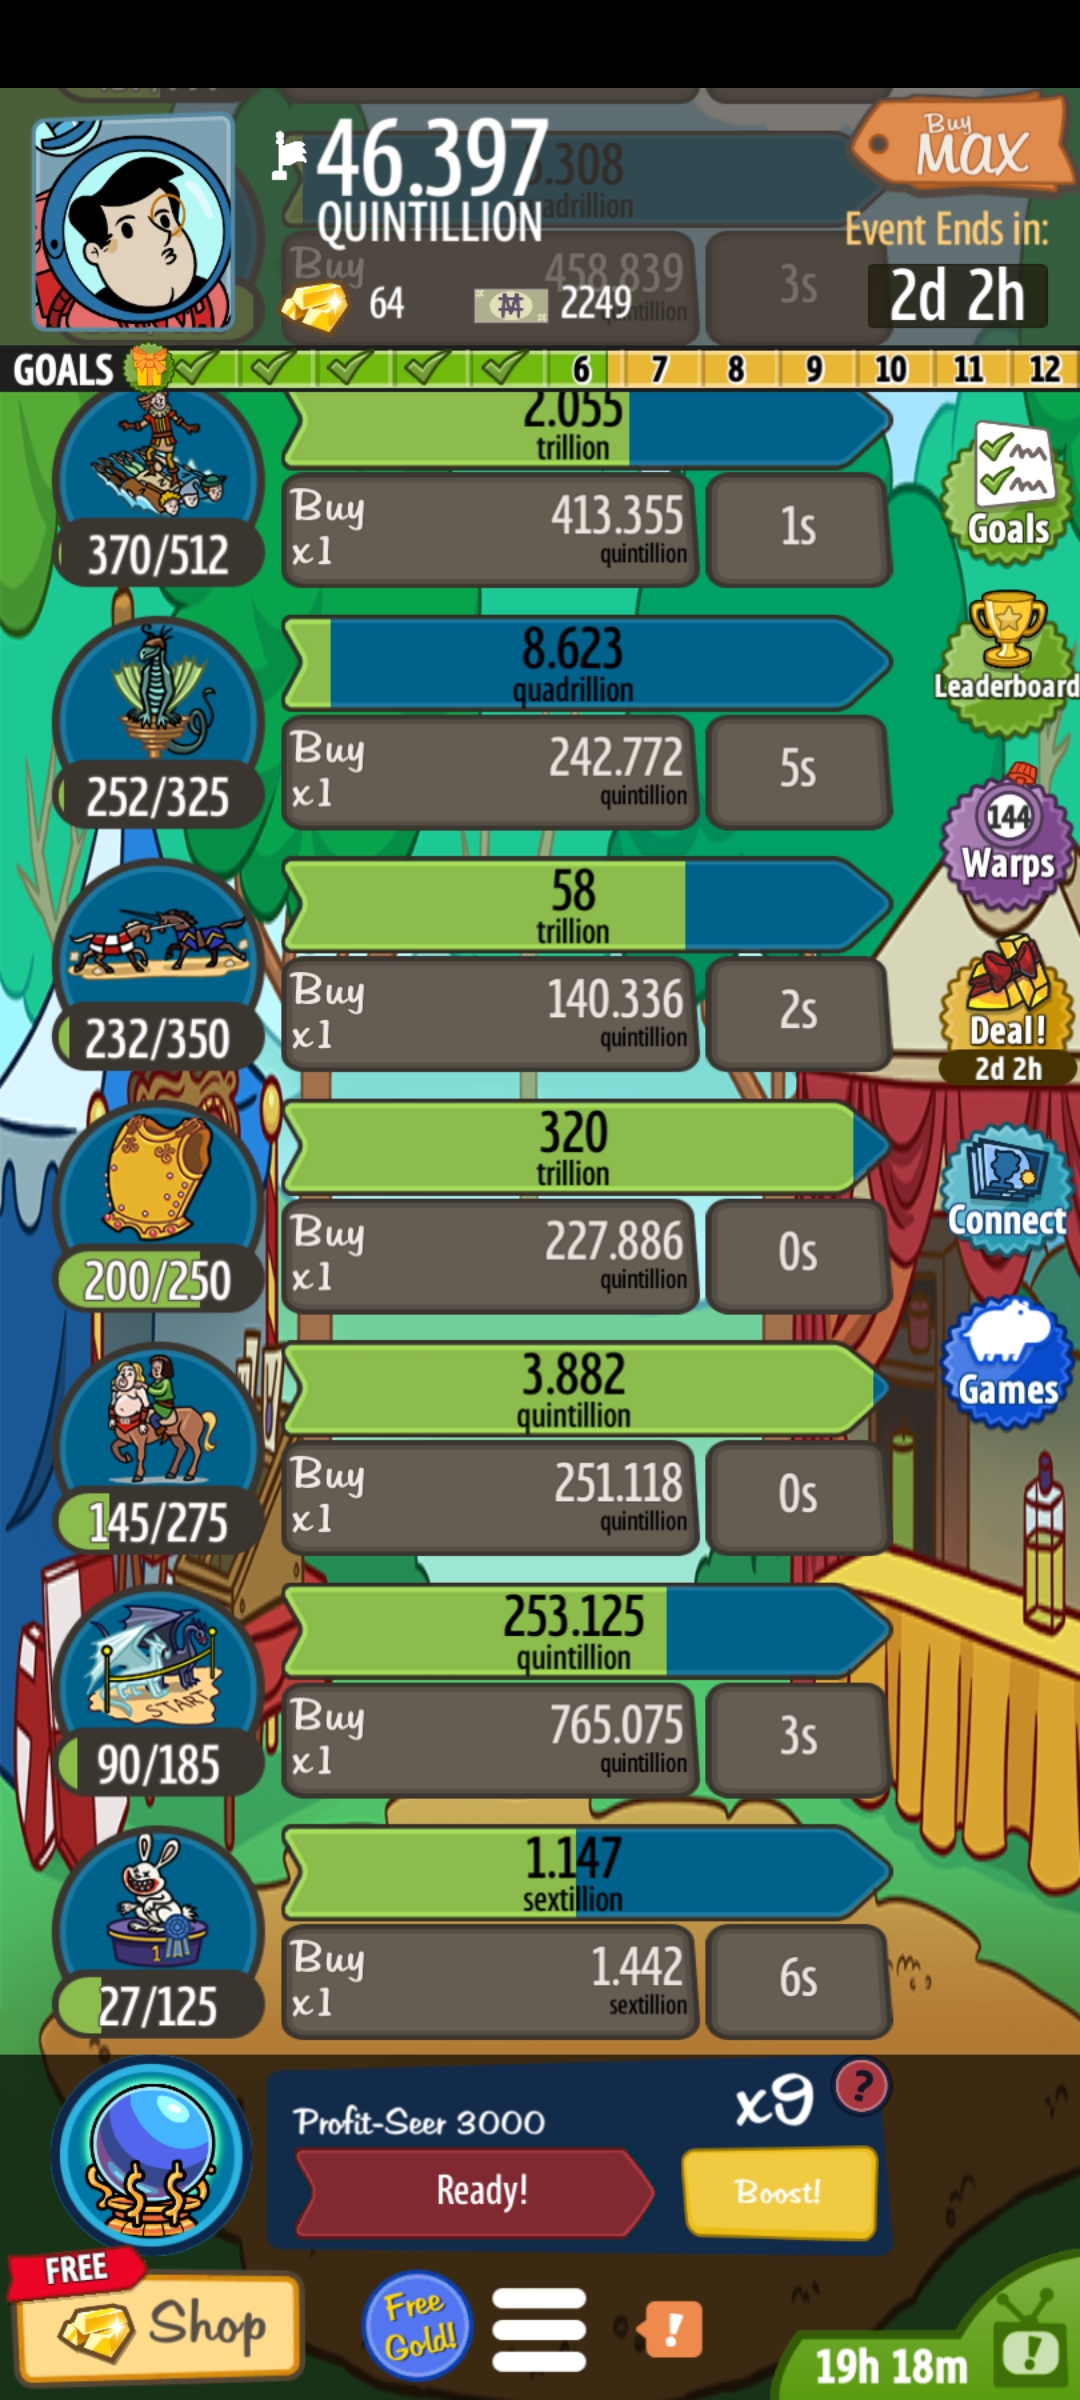 46.397
QUINTILLION
Buy
MAX
Event Ends in:
2d 2h
64
2249
Buy
458.839
3s
GOALS 6 7 8 9 10 11 12
2.055
trillion
370/512
Buy
x1
413.355
quintillion
1s
Goals
8.623
quadrillion
252/325
Buy
x1
242.772
quintillion
5s
Leaderboard
58
trillion
232/350
Buy
x1
140.336
quintillion
2s
144
Warps
Deal!
2d 2h
320
trillion
200/250
Buy
x1
227.886
quintillion
0s
Connect
3.882
quintillion
145/275
Buy
x1
251.118
quintillion
0s
Games
253.125
quintillion
START
90/185
Buy
x1
765.075
quintillion
3s
1.147
sextillion
1
27/125
Buy
x1
1.442
sextillion
6s
Profit-Seer 3000
x9
?
Ready!
Boost!
FREE
Shop
Free
Gold!
!
19h 18m
!